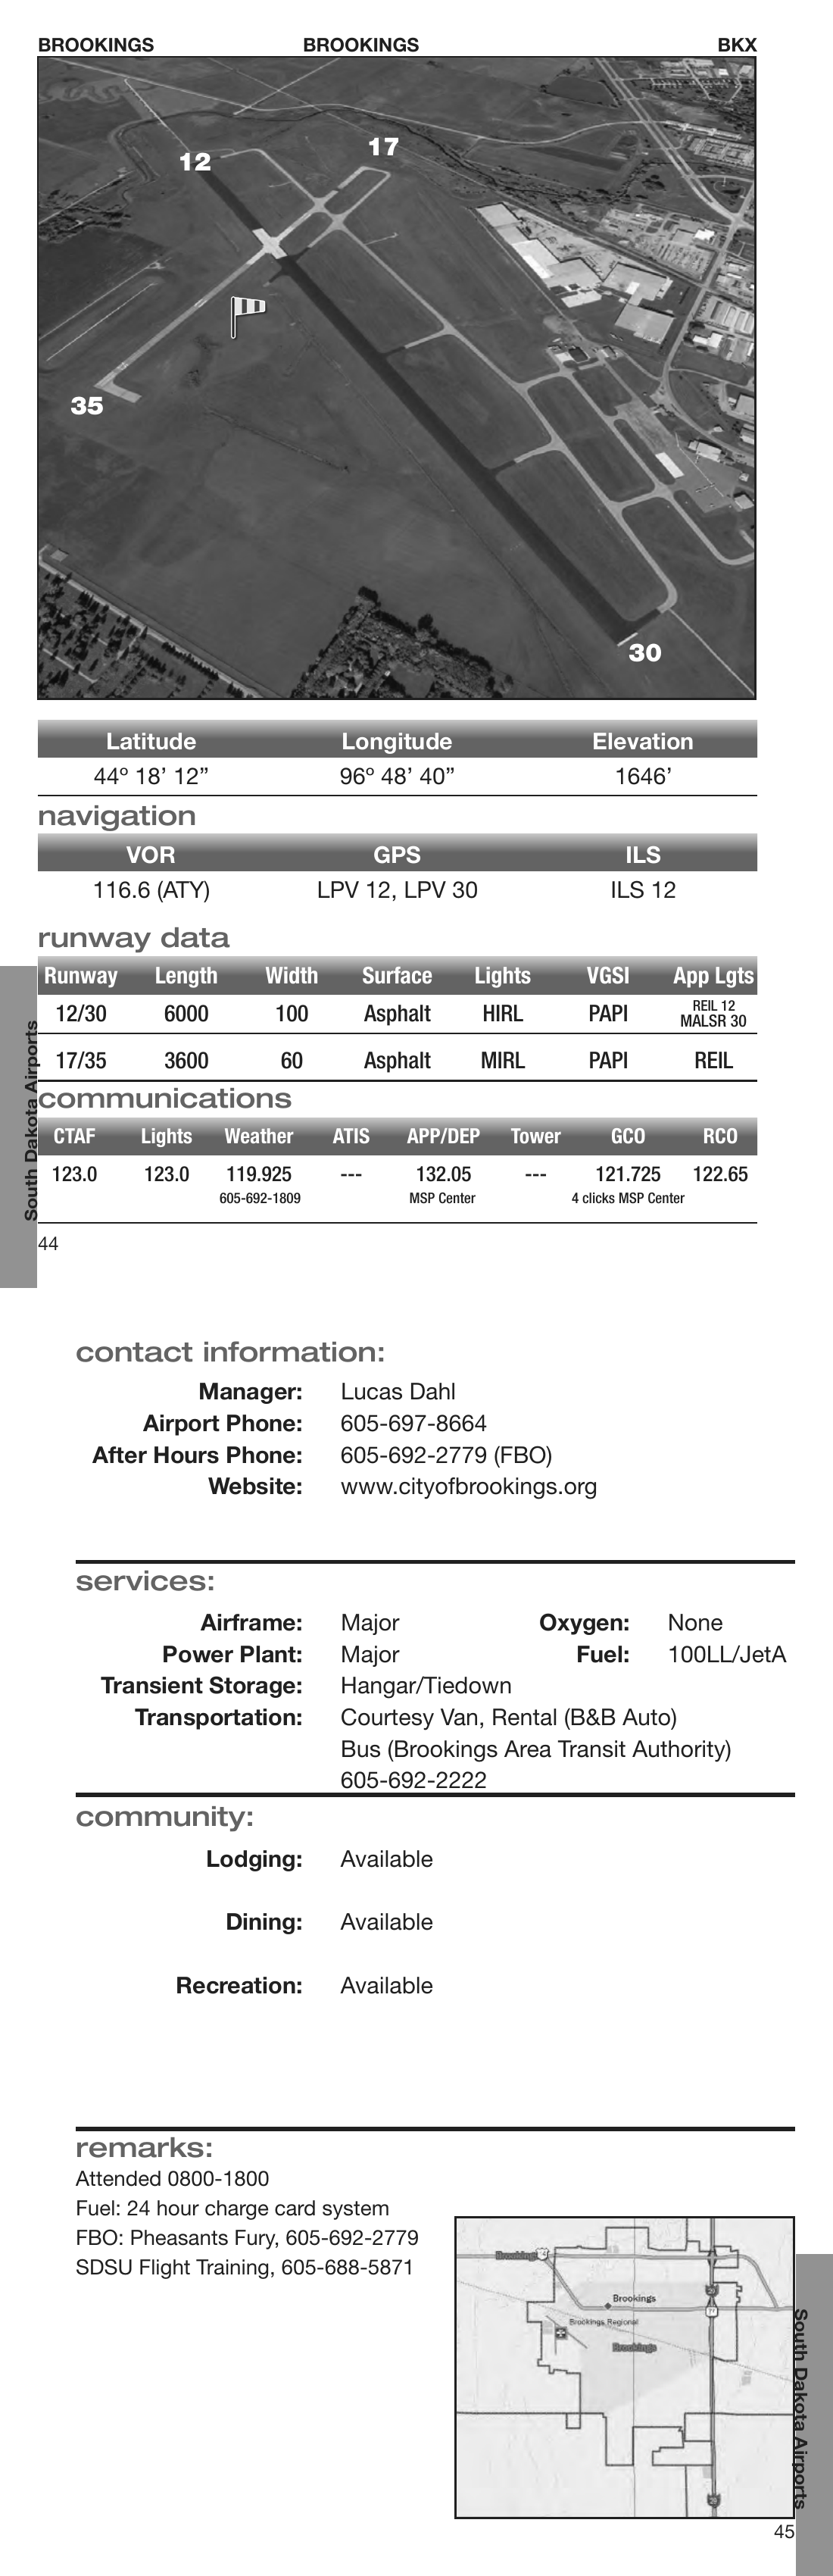 BROOKINGS BROOKINGS BKX
12
17
35
30
Latitude Longitude Elevation
44º 18’ 12” 96º 48’ 40” 1646’
navigation
VOR GPS ILS
116.6 (ATY) LPV 12, LPV 30 ILS 12
runway data
Runway Length Width Surface Lights VGSI App Lgts
12/30 6000 100 Asphalt HIRL PAPI REIL 12
MALSR 30
17/35 3600 60 Asphalt MIRL PAPI REIL
communications
CTAF Lights Weather ATIS APP/DEP Tower GCO RCO
123.0 123.0 119.925 --- 132.05 --- 121.725 122.65
605-692-1809 MSP Center 4 clicks MSP Center
South Dakota Airports
44
contact information:
Manager: Lucas Dahl
Airport Phone: 605-697-8664
After Hours Phone: 605-692-2779 (FBO)
Website: www.cityofbrookings.org
services:
Airframe: Major Oxygen: None
Power Plant: Major Fuel: 100LL/JetA
Transient Storage: Hangar/Tiedown
Transportation: Courtesy Van, Rental (B&B Auto)
Bus (Brookings Area Transit Authority)
605-692-2222
community:
Lodging: Available
Dining: Available
Recreation: Available
remarks:
Attended 0800-1800
Fuel: 24 hour charge card system
FBO: Pheasants Fury, 605-692-2779
SDSU Flight Training, 605-688-5871
Brookings
Brookings
Brookings Regional
Brookings
South Dakota Airports
45